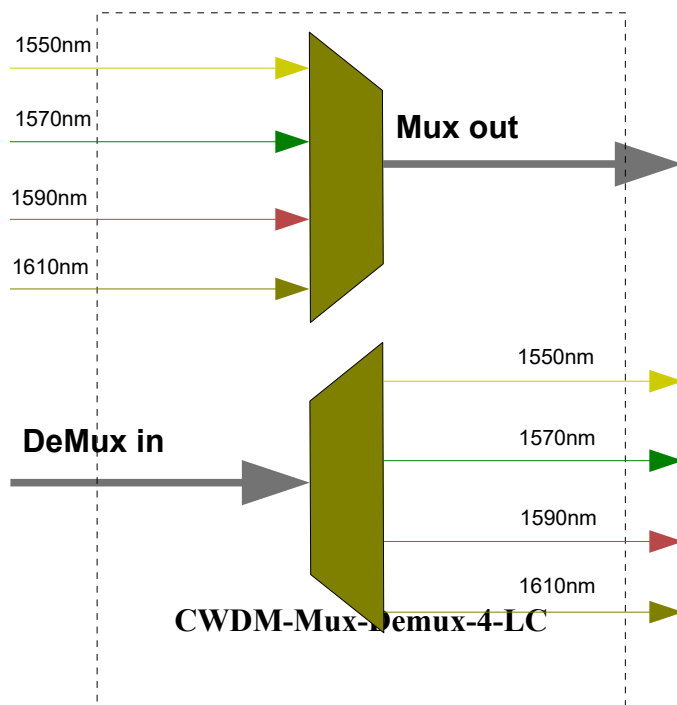 1550nm
1570nm
Mux out
1590nm
1610nm
1550nm
DeMux in
1570nm
1590nm
1610nm
CWDM-Mux-Demux-4-LC